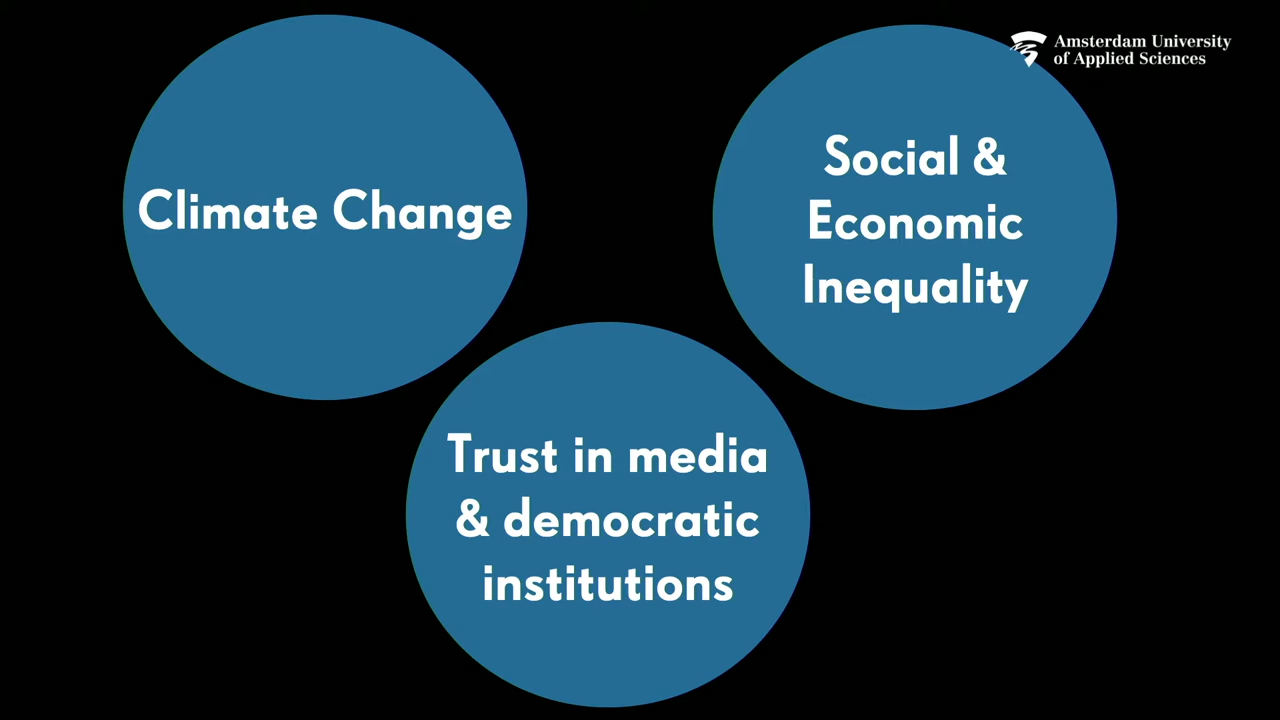 Climate Change
Social &
Economic
Inequality
Trust in media
& democratic
institutions
Amsterdam University
of Applied Sciences